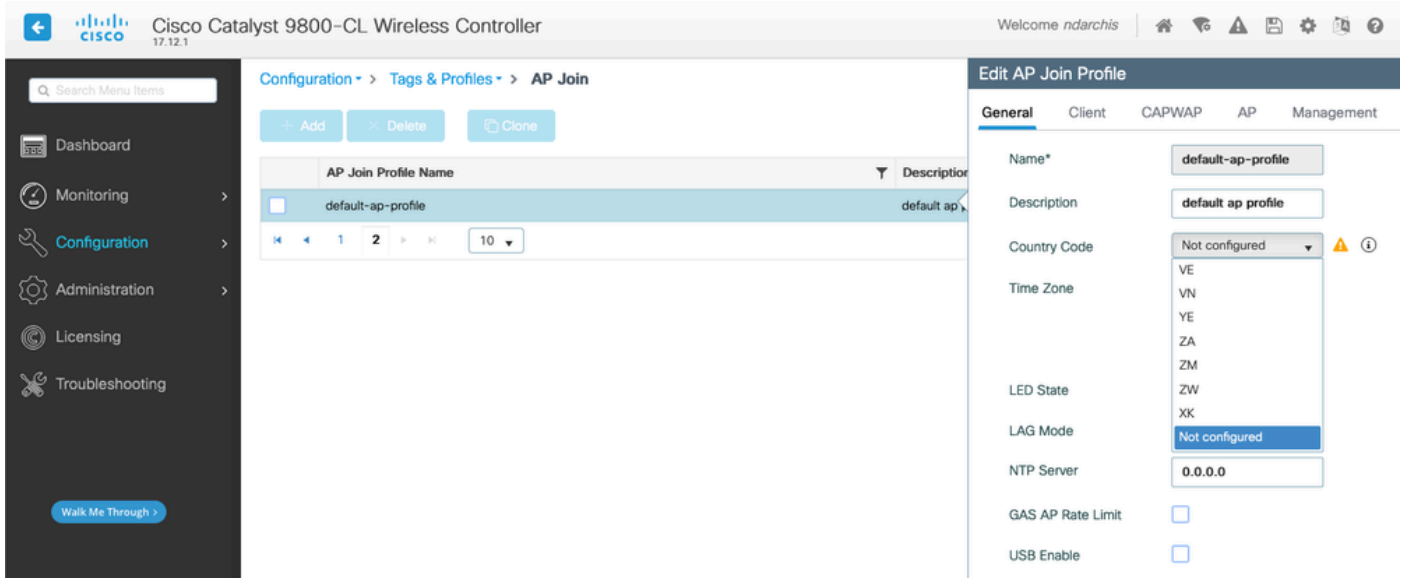 CISCO
Cisco Catalyst 9800-CL Wireless Controller
17.12.1
Welcome ndarchis
Search Menu Items
Dashboard
Monitoring
Configuration
Administration
Licensing
Troubleshooting
Walk Me Through >
Configuration > Tags & Profiles > AP Join
+ Add × Delete Clone
AP Join Profile Name Description
default-ap-profile default ap
1 2 10
Edit AP Join Profile
General Client CAPWAP AP Management
Name* default-ap-profile
Description default ap profile
Country Code Not configured
VE
Time Zone VN
YE
ZA
ZM
LED State ZW
XK
LAG Mode Not configured
NTP Server 0.0.0.0
GAS AP Rate Limit
USB Enable